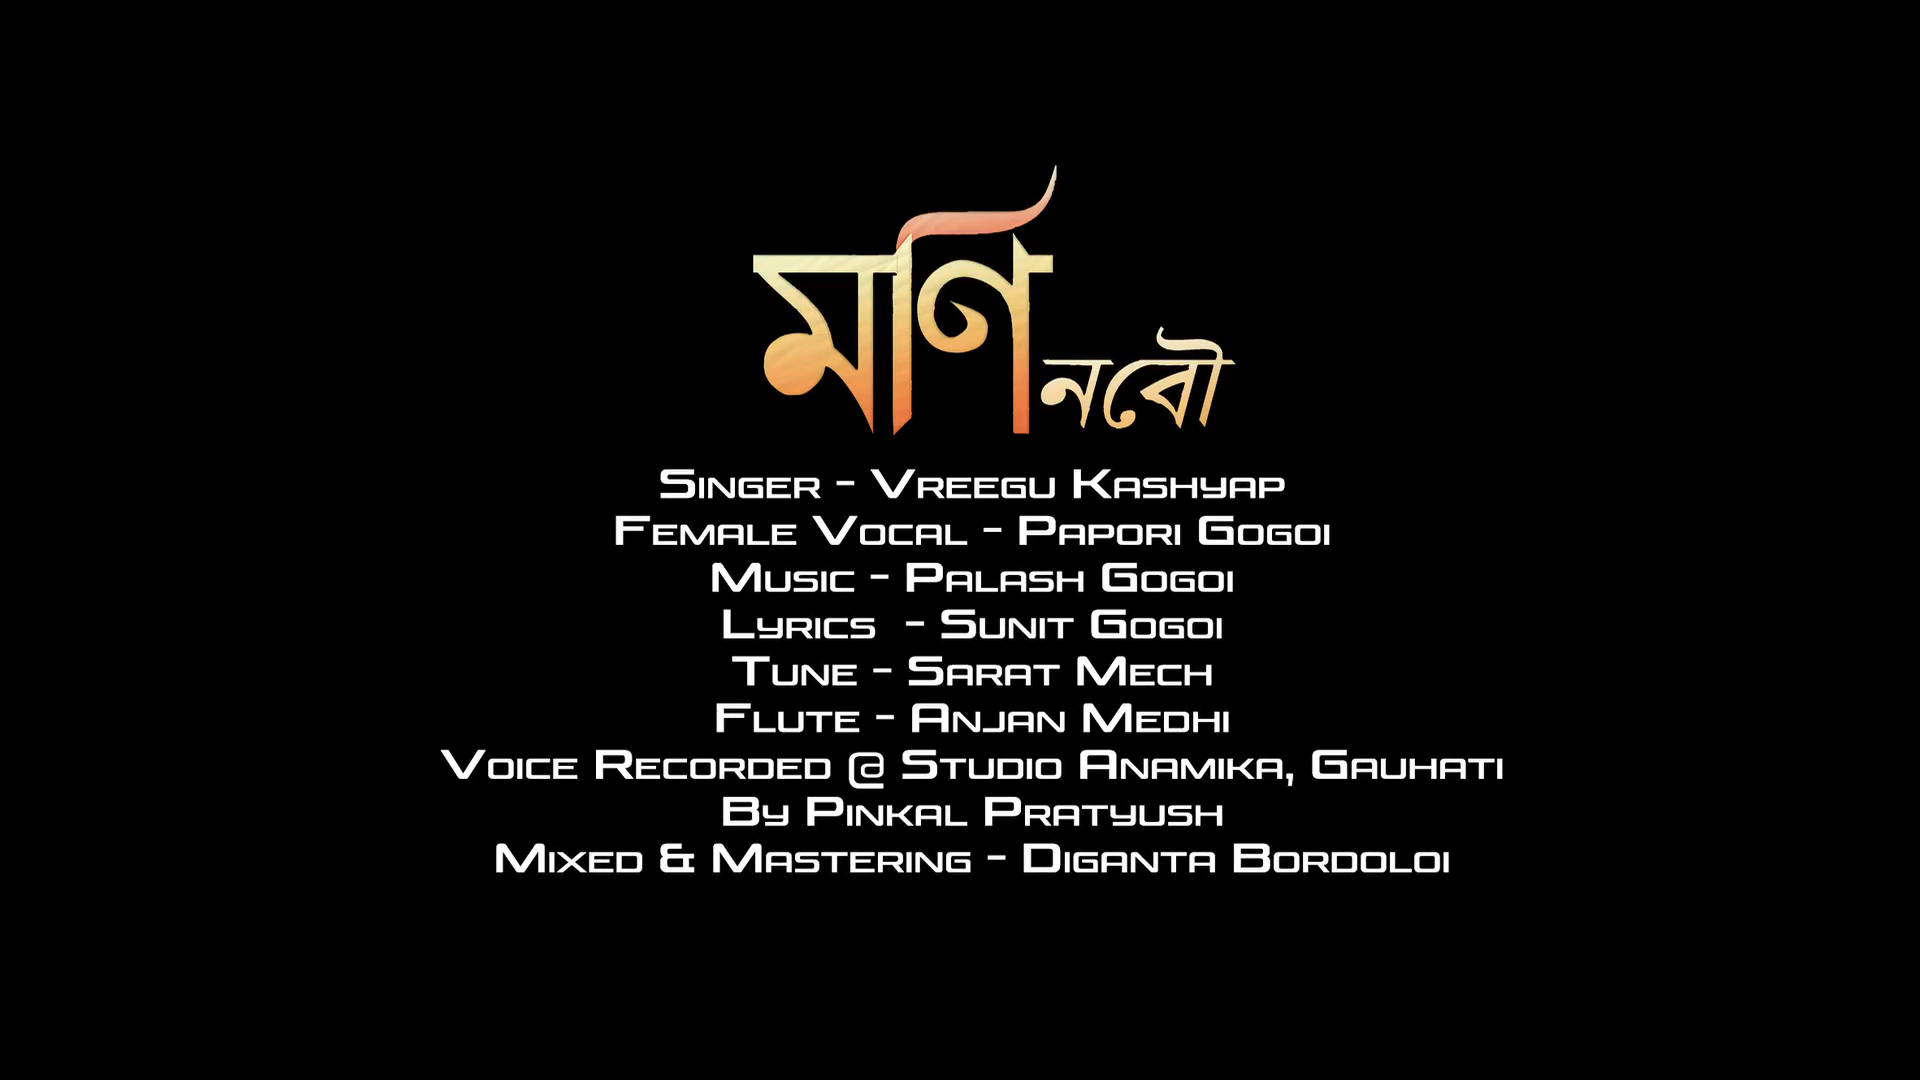 মণি নবৌ
Singer - Vreegu Kashyap
Female Vocal - Papori Gogoi
Music - Palash Gogoi
Lyrics - Sunit Gogoi
Tune - Sarat Mech
Flute - Anjan Medhi
Voice Recorded @ Studio Anamika, Gauhati
By Pinkal Pratyush
Mixed & Mastering - Diganta Bordoloi